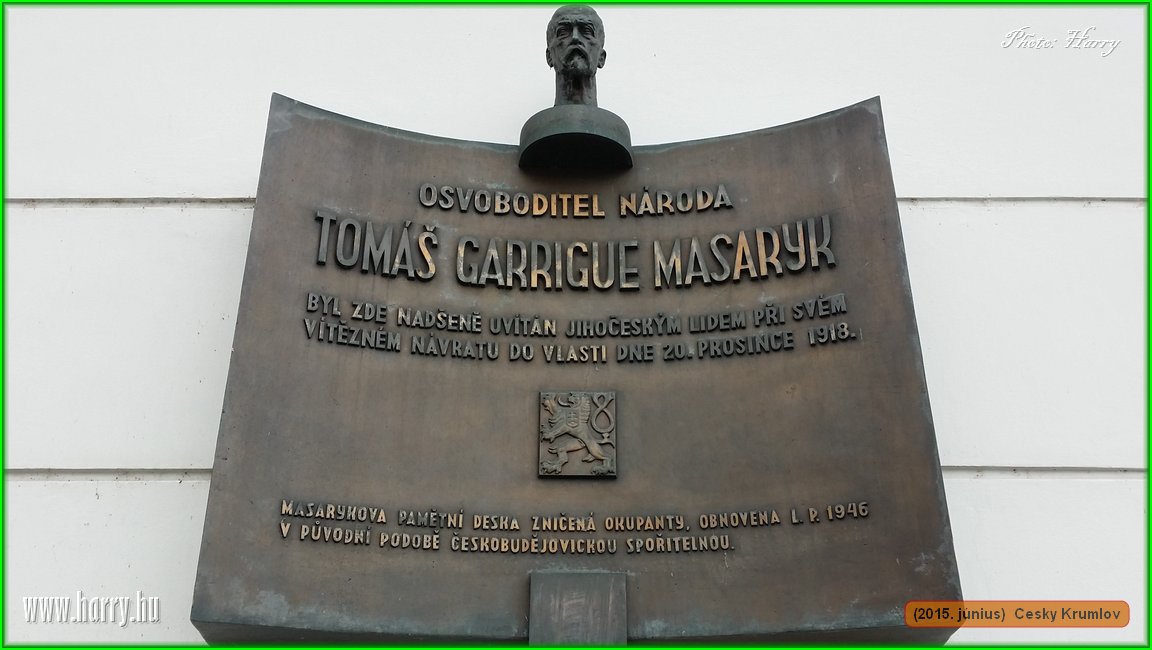 Photo: Harry
OSVOBODITEL NÁRODA
TOMÁŠ GARRIGUE MASARYK
BYL ZDE NADŠENĚ UVÍTÁN JIHOČESKÝM LIDEM PŘI SVÉM
VÍTĚZNÉM NÁVRATU DO VLASTI DNE 20. PROSINCE 1918.
MASARYKOVA PAMĚTNÍ DESKA ZNIČENÁ OKUPANTY, OBNOVENA L. P. 1946
V PŮVODNÍ PODOBĚ ČESKOBUDĚJOVICKOU SPOŘITELNOU.
www.harry.hu
(2015. június) Cesky Krumlov